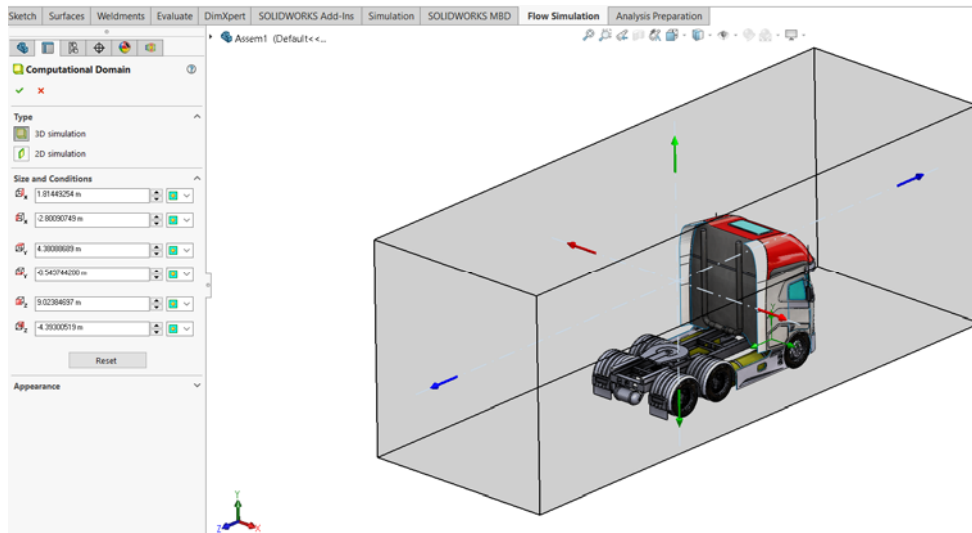 Sketch Surfaces Weldments Evaluate DimXpert SOLIDWORKS Add-Ins Simulation SOLIDWORKS MBD Flow Simulation Analysis Preparation
Assem1 (Default<<...
Computational Domain
Type
3D simulation
2D simulation
Size and Conditions
X 1.81449254 m
X -2.80090749 m
Y 4.38088689 m
Y -0.543744200 m
Z 9.02384697 m
Z -4.39300519 m
Reset
Appearance
Y
Y
Z X